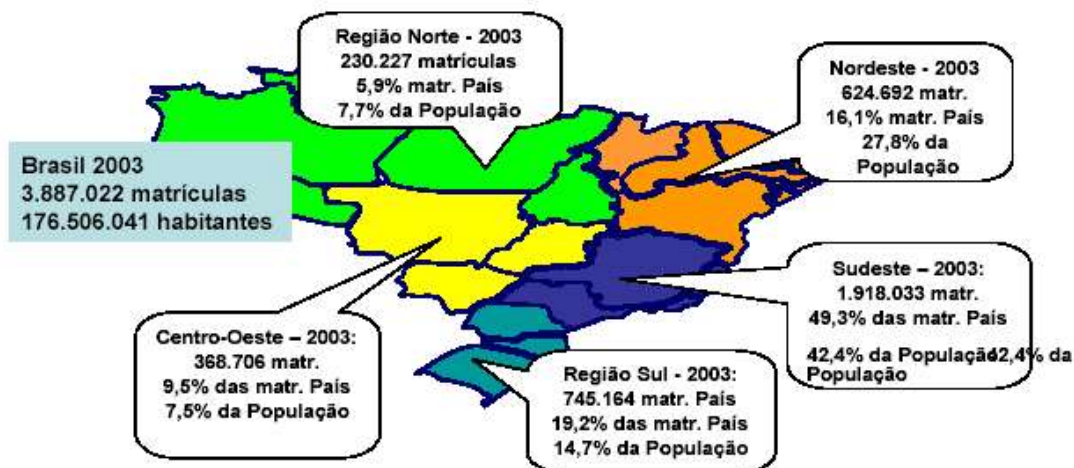 Região Norte - 2003
230.227 matrículas
5,9% matr. País
7,7% da População
Nordeste - 2003
624.692 matr.
16,1% matr. País
27,8% da
População
Brasil 2003
3.887.022 matrículas
176.506.041 habitantes
Sudeste – 2003:
1.918.033 matr.
49,3% das matr. País
42,4% da População
42,4% da
População
Centro-Oeste – 2003:
368.706 matr.
9,5% das matr. País
7,5% da População
Região Sul - 2003:
745.164 matr. País
19,2% das matr. País
14,7% da População